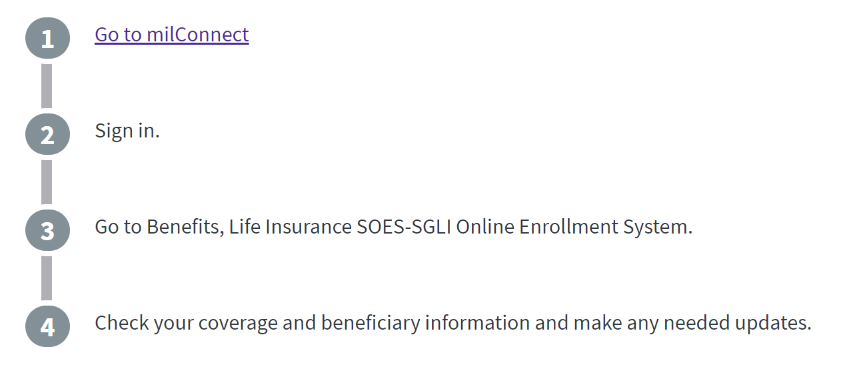 1 Go to milConnect
2 Sign in.
3 Go to Benefits, Life Insurance SOES-SGLI Online Enrollment System.
4 Check your coverage and beneficiary information and make any needed updates.